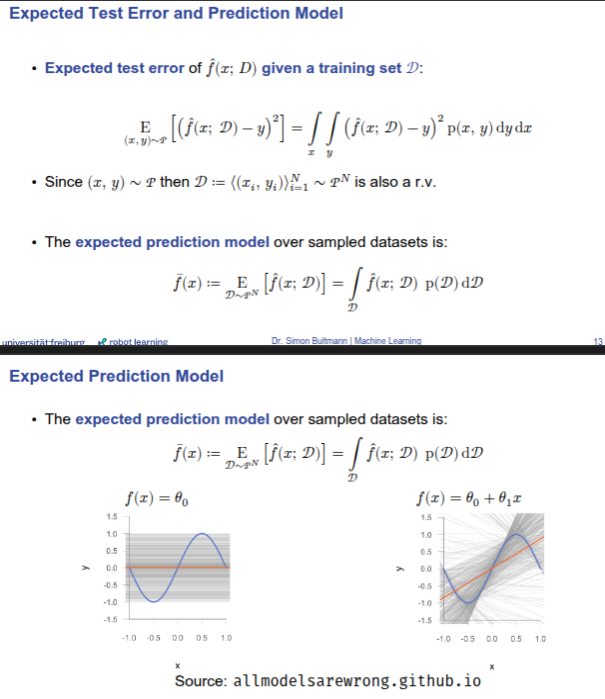 Expected Test Error and Prediction Model
• Expected test error of f̂(x; D) given a training set 𝒟:
E_{(x,y)∼𝒫} [(f̂(x; 𝒟) − y)²] = ∫_x ∫_y (f̂(x; 𝒟) − y)² p(x, y) dy dx
• Since (x, y) ∼ 𝒫 then 𝒟 := ⟨(x_i, y_i)⟩_{i=1}^N ∼ 𝒫^N is also a r.v.
• The expected prediction model over sampled datasets is:
f̄(x) := E_{𝒟∼𝒫^N} [f̂(x; 𝒟)] = ∫_𝒟 f̂(x; 𝒟) p(𝒟) d𝒟
universität freiburg robot learning Dr. Simon Bultmann | Machine Learning 13
Expected Prediction Model
• The expected prediction model over sampled datasets is:
f̄(x) := E_{𝒟∼𝒫^N} [f̂(x; 𝒟)] = ∫_𝒟 f̂(x; 𝒟) p(𝒟) d𝒟
f(x) = θ₀ f(x) = θ₀ + θ₁x
1.5 1.5
1.0 1.0
0.5 0.5
y 0.0 y 0.0
-0.5 -0.5
-1.0 -1.0
-1.5 -1.5
-1.0 -0.5 0.0 0.5 1.0 -1.0 -0.5 0.0 0.5 1.0
x x
Source: allmodelsarewrong.github.io